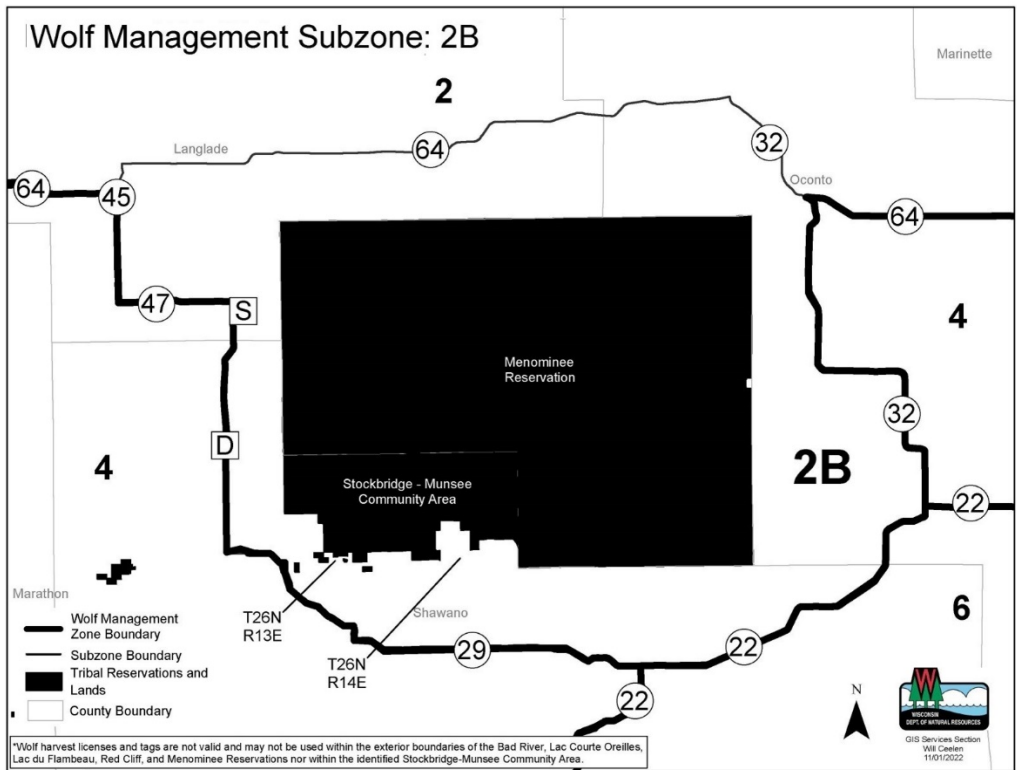 Wolf Management Subzone: 2B
Marinette
2
32
Langlade
64
Oconto
64
45
64
47
S
4
Menominee
Reservation
32
D
4
2B
Stockbridge - Munsee
Community Area
22
Marathon
6
Shawano
T26N
R13E
29
22
T26N
R14E
22
Wolf Management
Zone Boundary
Subzone Boundary
Tribal Reservations and
Lands
County Boundary
N
W
WISCONSIN
DEPT. OF NATURAL RESOURCES
GIS Services Section
Will Ceelen
11/01/2022
*Wolf harvest licenses and tags are not valid and may not be used within the exterior boundaries of the Bad River, Lac Courte Oreilles,
Lac du Flambeau, Red Cliff, and Menominee Reservations nor within the identified Stockbridge-Munsee Community Area.